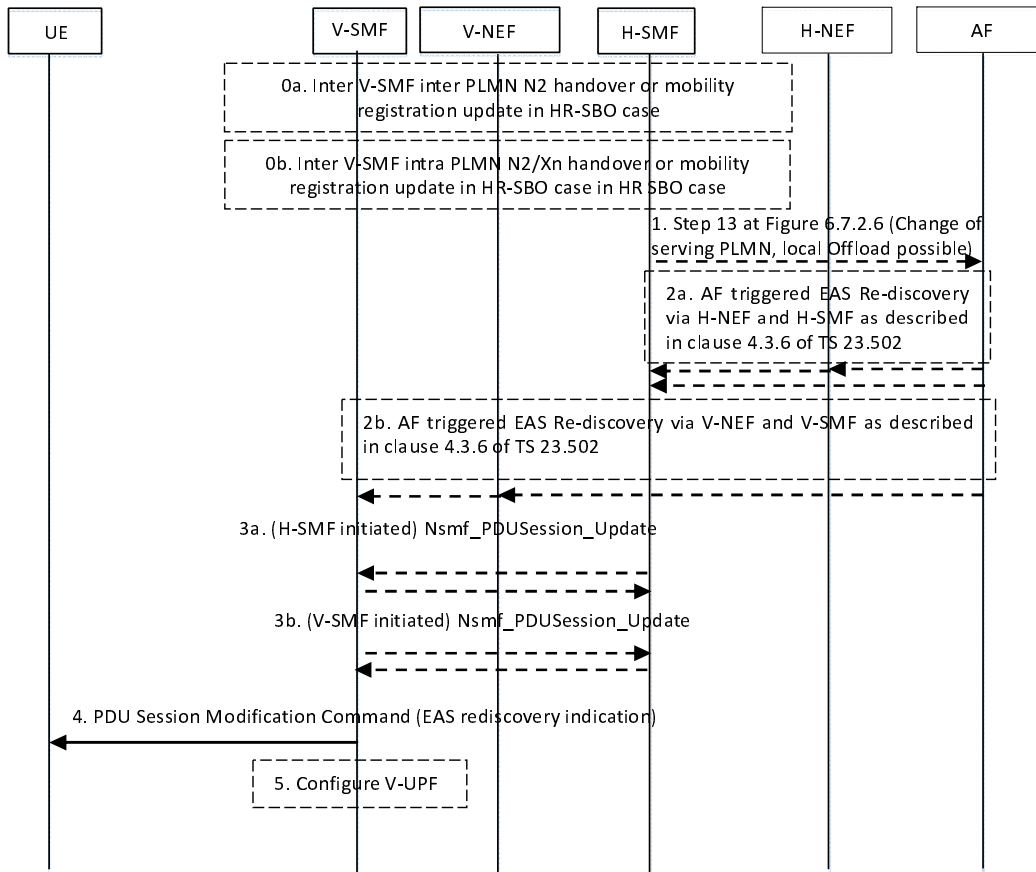 UE
V-SMF
V-NEF
H-SMF
H-NEF
AF
0a. Inter V-SMF inter PLMN N2 handover or mobility
registration update in HR-SBO case
0b. Inter V-SMF intra PLMN N2/Xn handover or mobility
registration update in HR-SBO case in HR SBO case
1. Step 13 at Figure 6.7.2.6 (Change of
serving PLMN, local Offload possible)
2a. AF triggered EAS Re-discovery
via H-NEF and H-SMF as described
in clause 4.3.6 of TS 23.502
2b. AF triggered EAS Re-discovery via V-NEF and V-SMF as described
in clause 4.3.6 of TS 23.502
3a. (H-SMF initiated) Nsmf_PDUSession_Update
3b. (V-SMF initiated) Nsmf_PDUSession_Update
4. PDU Session Modification Command (EAS rediscovery indication)
5. Configure V-UPF